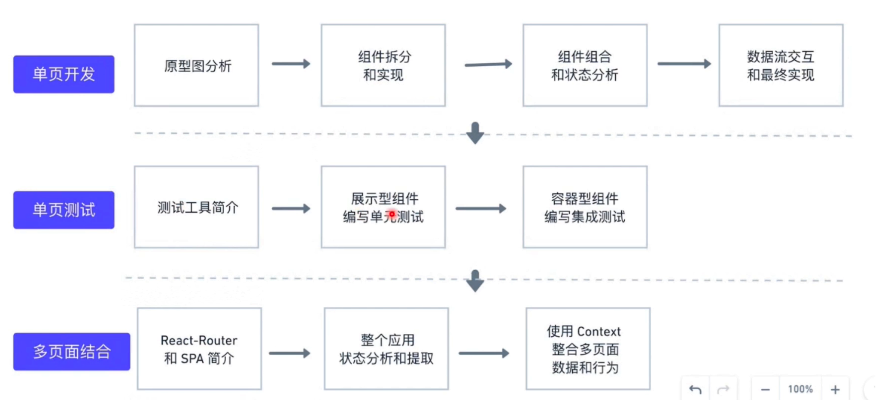 单页开发
原型图分析
组件拆分
和实现
组件组合
和状态分析
数据流交互
和最终实现
单页测试
测试工具简介
展示型组件
编写单元测试
容器型组件
编写集成测试
多页面结合
React-Router
和 SPA 简介
整个应用
状态分析和提取
使用 Context
整合多页面
数据和行为
100%